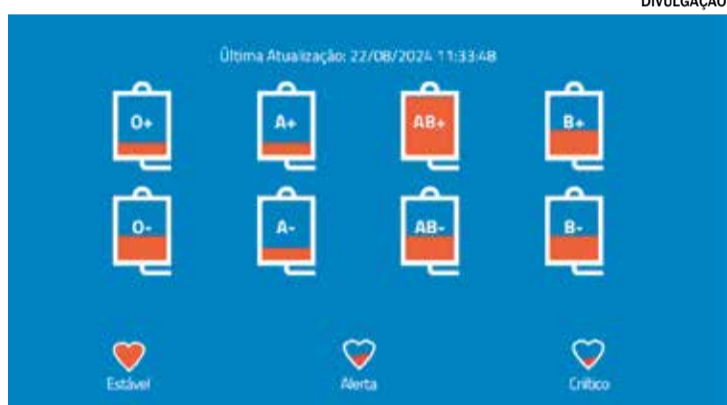 DIVULGAÇÃO
Última Atualização: 22/08/2024 11:33:48
O+ A+ AB+ B+
O- A- AB- B-
Estável Alerta Crítico